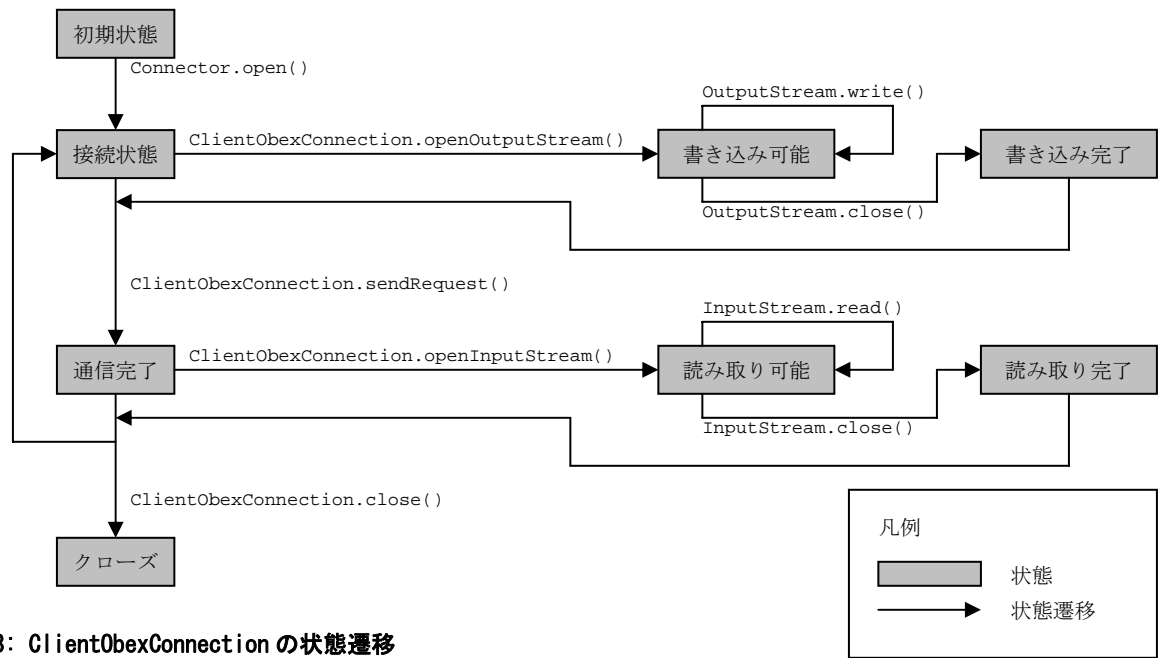 初期状態
Connector.open()
OutputStream.write()
接続状態
ClientObexConnection.openOutputStream()
書き込み可能
書き込み完了
OutputStream.close()
ClientObexConnection.sendRequest()
InputStream.read()
通信完了
ClientObexConnection.openInputStream()
読み取り可能
読み取り完了
InputStream.close()
ClientObexConnection.close()
クローズ
凡例
状態
状態遷移
: ClientObexConnection の状態遷移